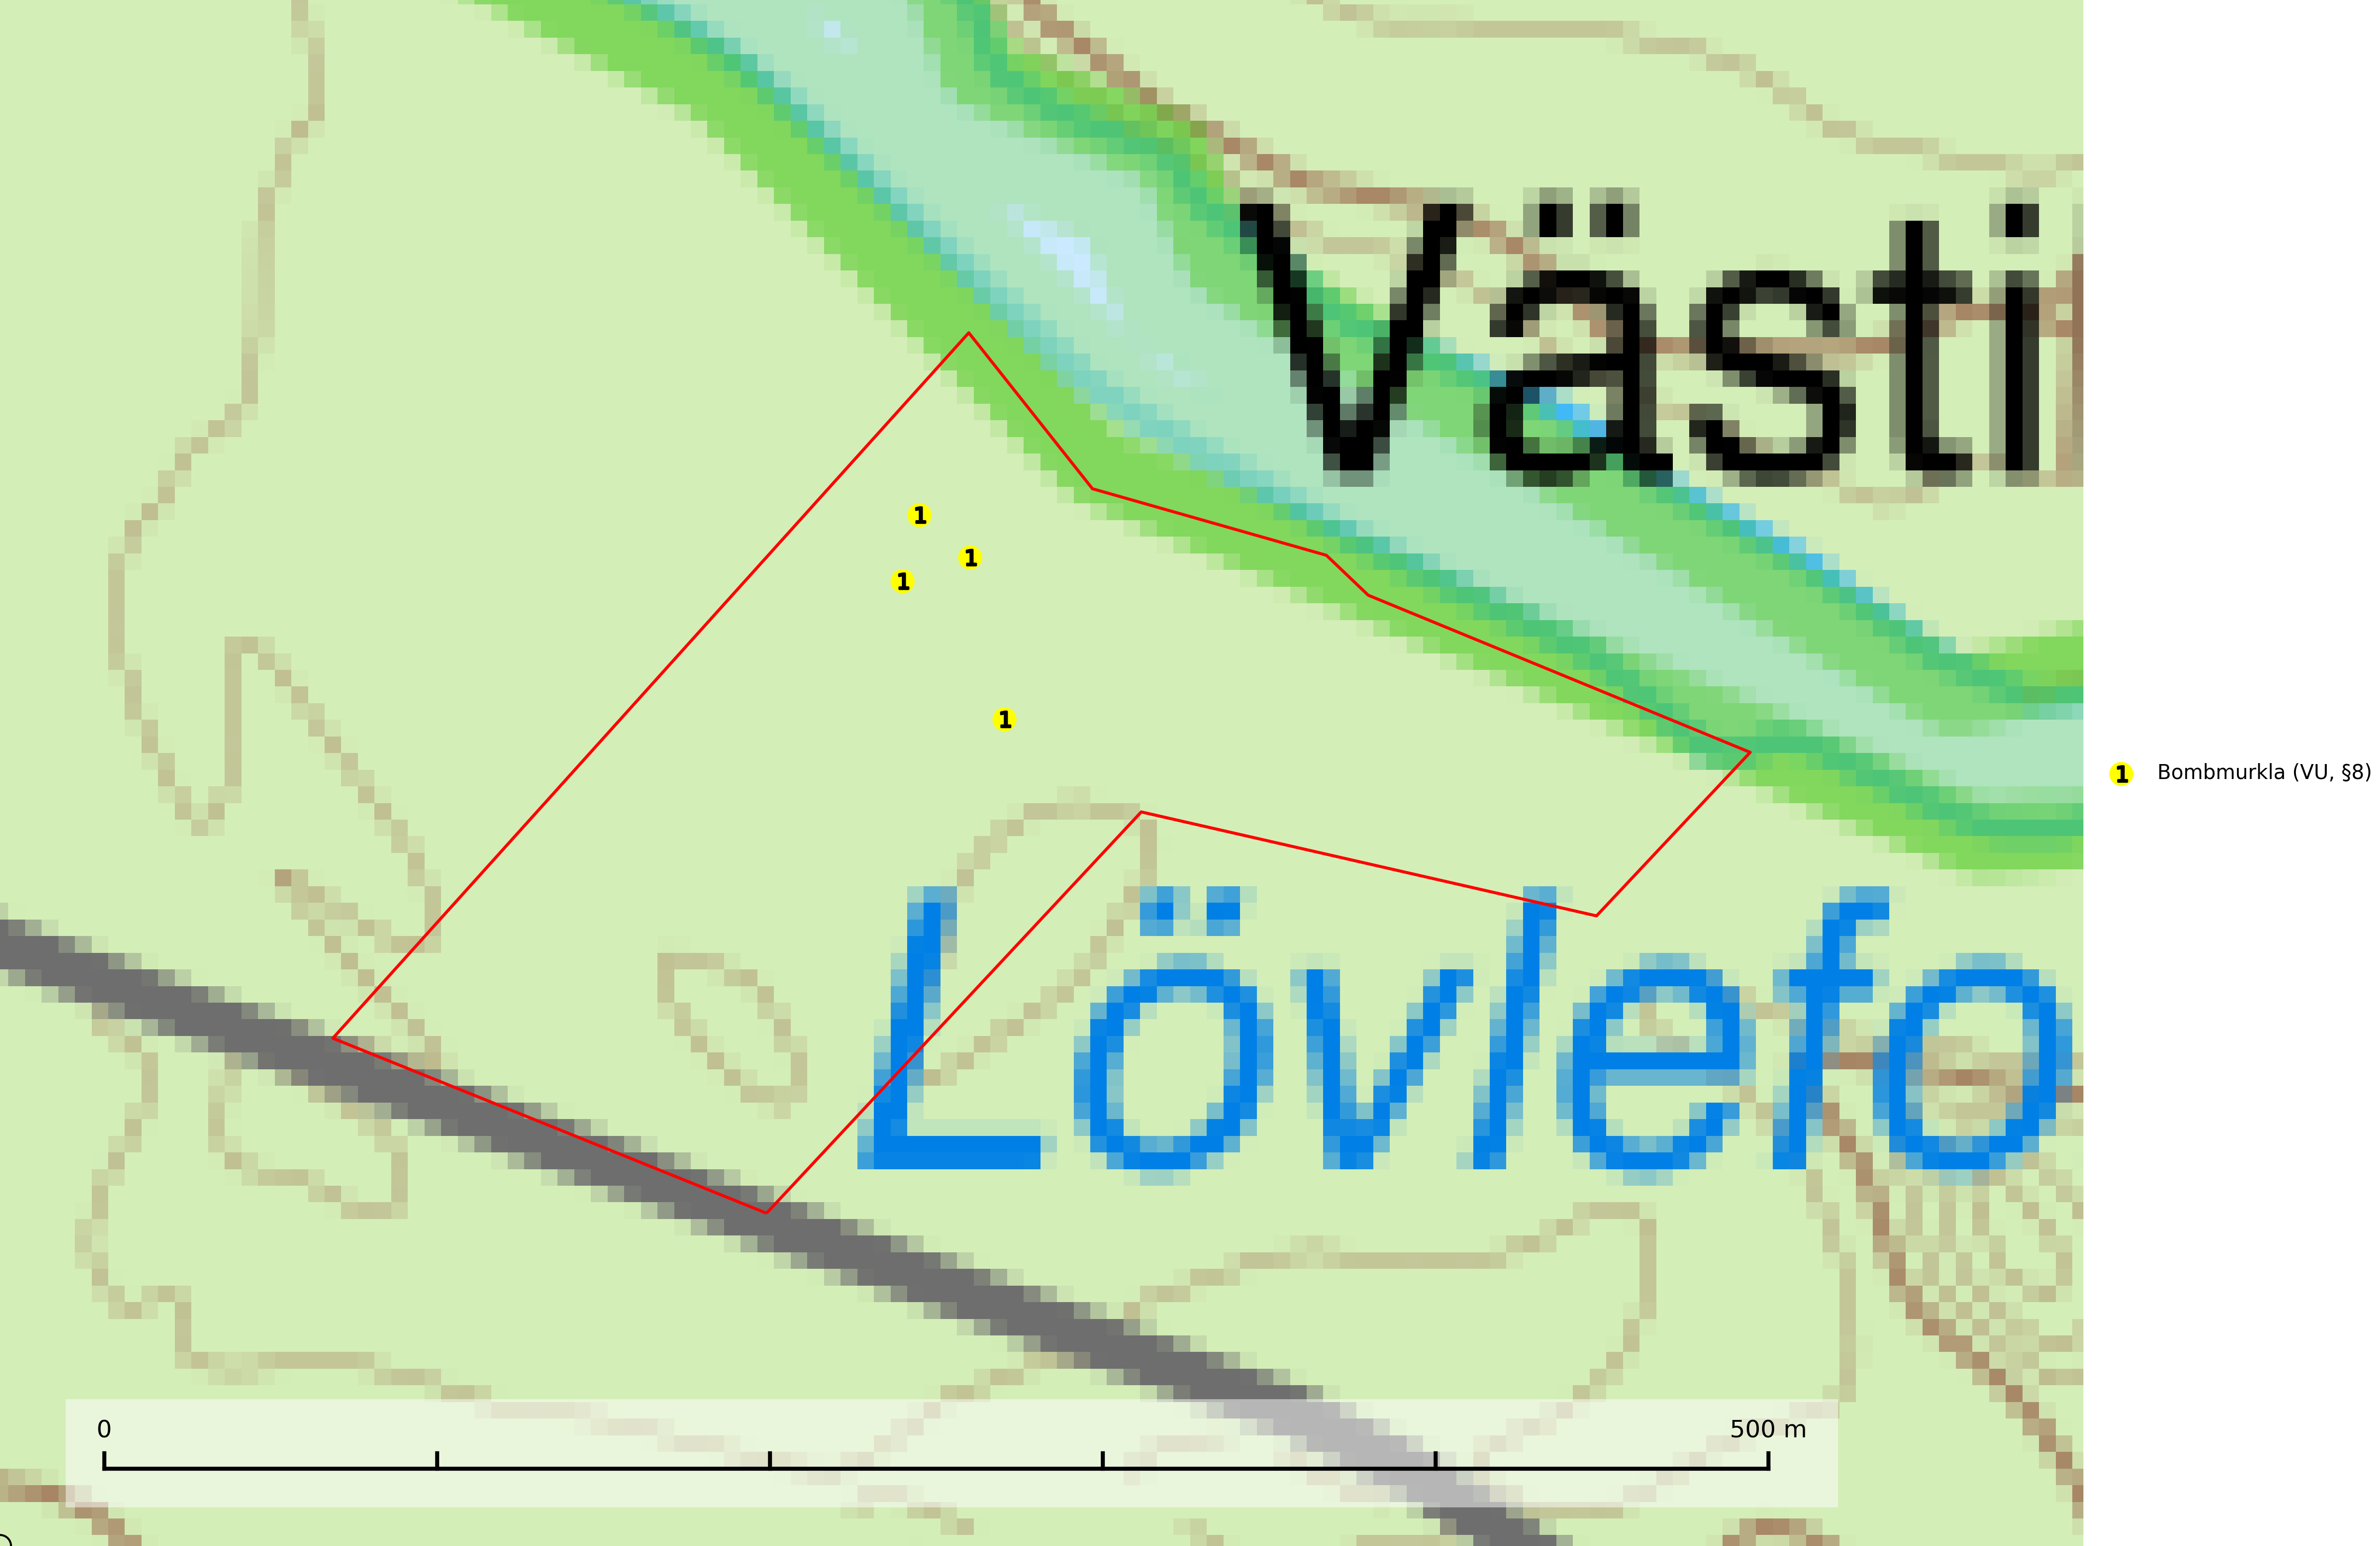 Västi
1
1
1
1
1 Bombmurkla (VU, §8)
Lövlefo
0 500 m